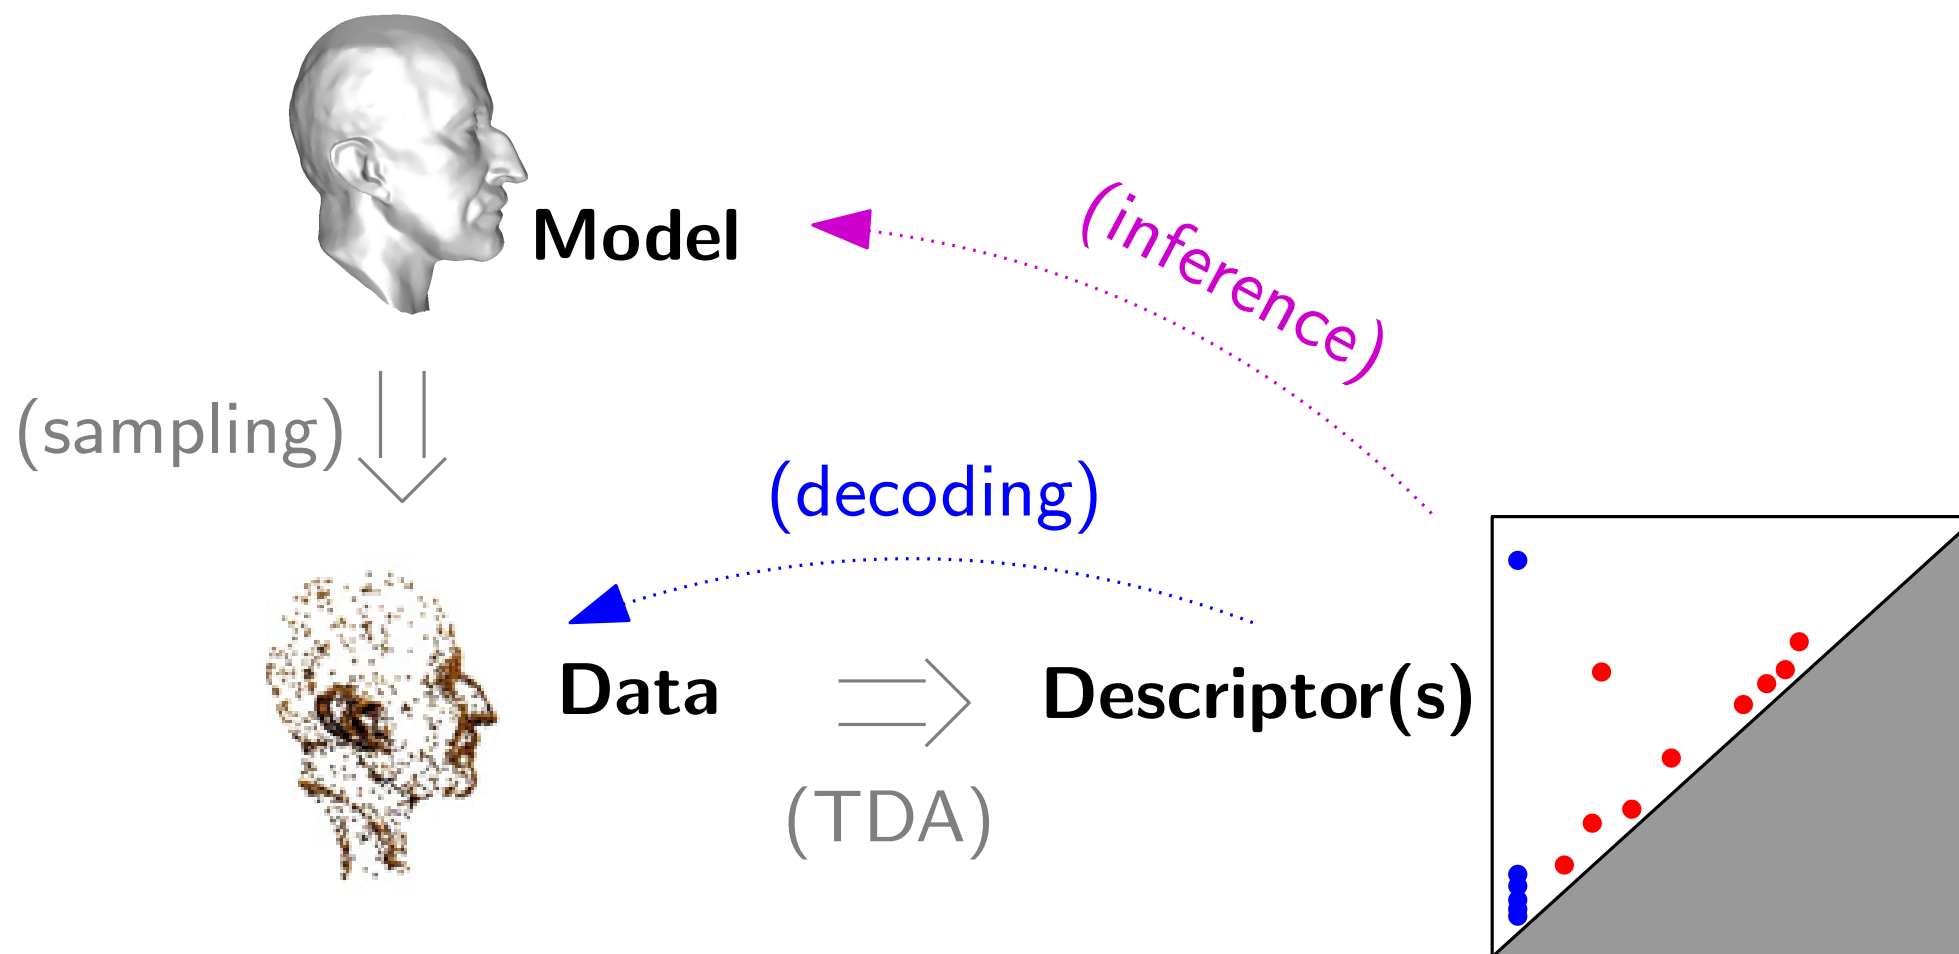 Model
(inference)
(sampling)
(decoding)
Data
Descriptor(s)
(TDA)